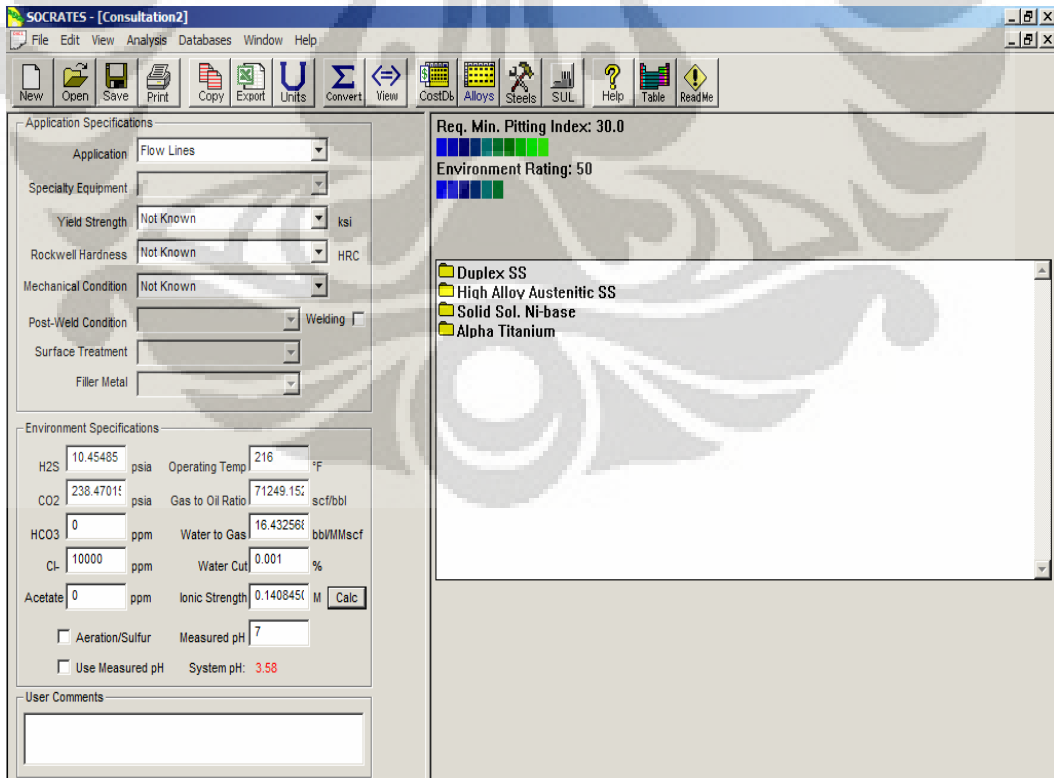 SOCRATES - [Consultation2]
File Edit View Analysis Databases Window Help
New Open Save Print Copy Export Units Convert View CostDb Alloys Steels SUL Help Table ReadMe
Application Specifications
Application Flow Lines
Specialty Equipment
Yield Strength Not Known ksi
Rockwell Hardness Not Known HRC
Mechanical Condition Not Known
Post-Weld Condition Welding
Surface Treatment
Filler Metal
Environment Specifications
H2S 10.45485 psia Operating Temp 216 °F
CO2 238.47015 psia Gas to Oil Ratio 71249.152 scf/bbl
HCO3 0 ppm Water to Gas 16.432568 bbl/MMscf
Cl- 10000 ppm Water Cut 0.001 %
Acetate 0 ppm Ionic Strength 0.1408450 M Calc
Aeration/Sulfur Measured pH 7
Use Measured pH System pH: 3.58
User Comments
Req. Min. Pitting Index: 30.0
Environment Rating: 50
Duplex SS
High Alloy Austenitic SS
Solid Sol. Ni-base
Alpha Titanium